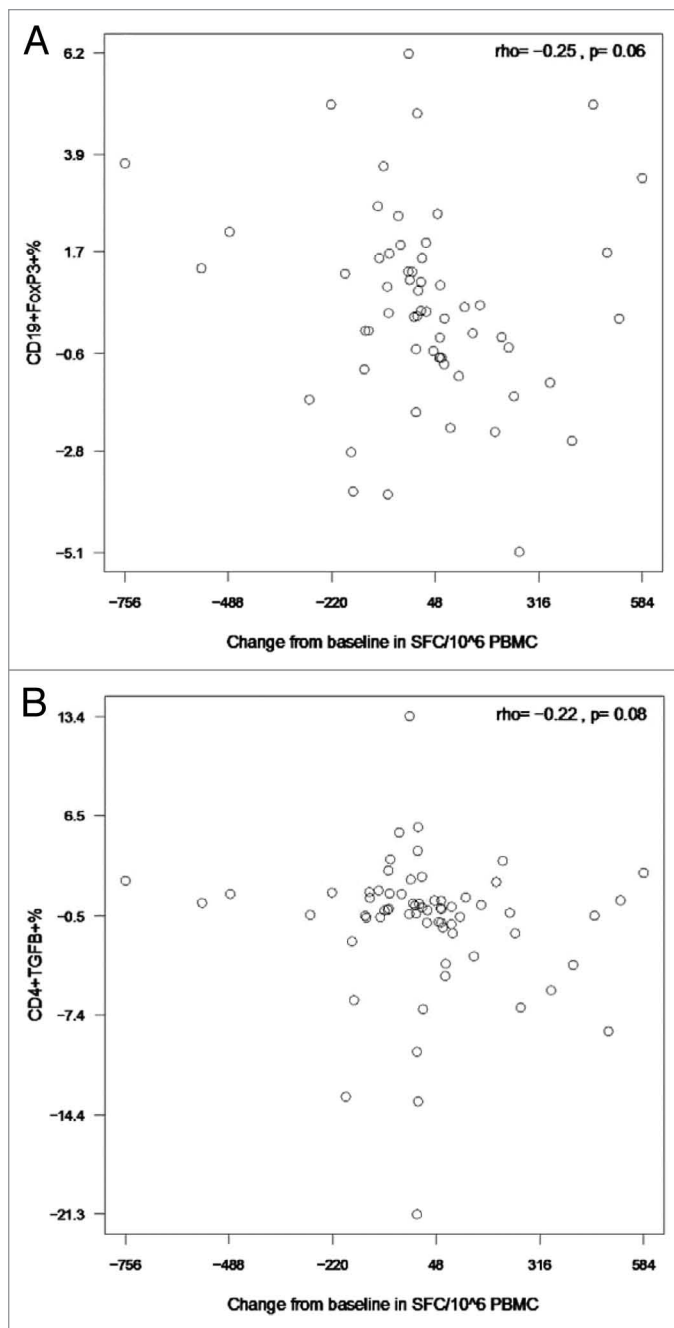 A
rho= −0.25 , p= 0.06
6.2
3.9
1.7
−0.6
−2.8
−5.1
CD19+FoxP3+%
−756 −488 −220 48 316 584
Change from baseline in SFC/10^6 PBMC
B
rho= −0.22 , p= 0.08
13.4
6.5
−0.5
−7.4
−14.4
−21.3
CD4+TGFB+%
−756 −488 −220 48 316 584
Change from baseline in SFC/10^6 PBMC